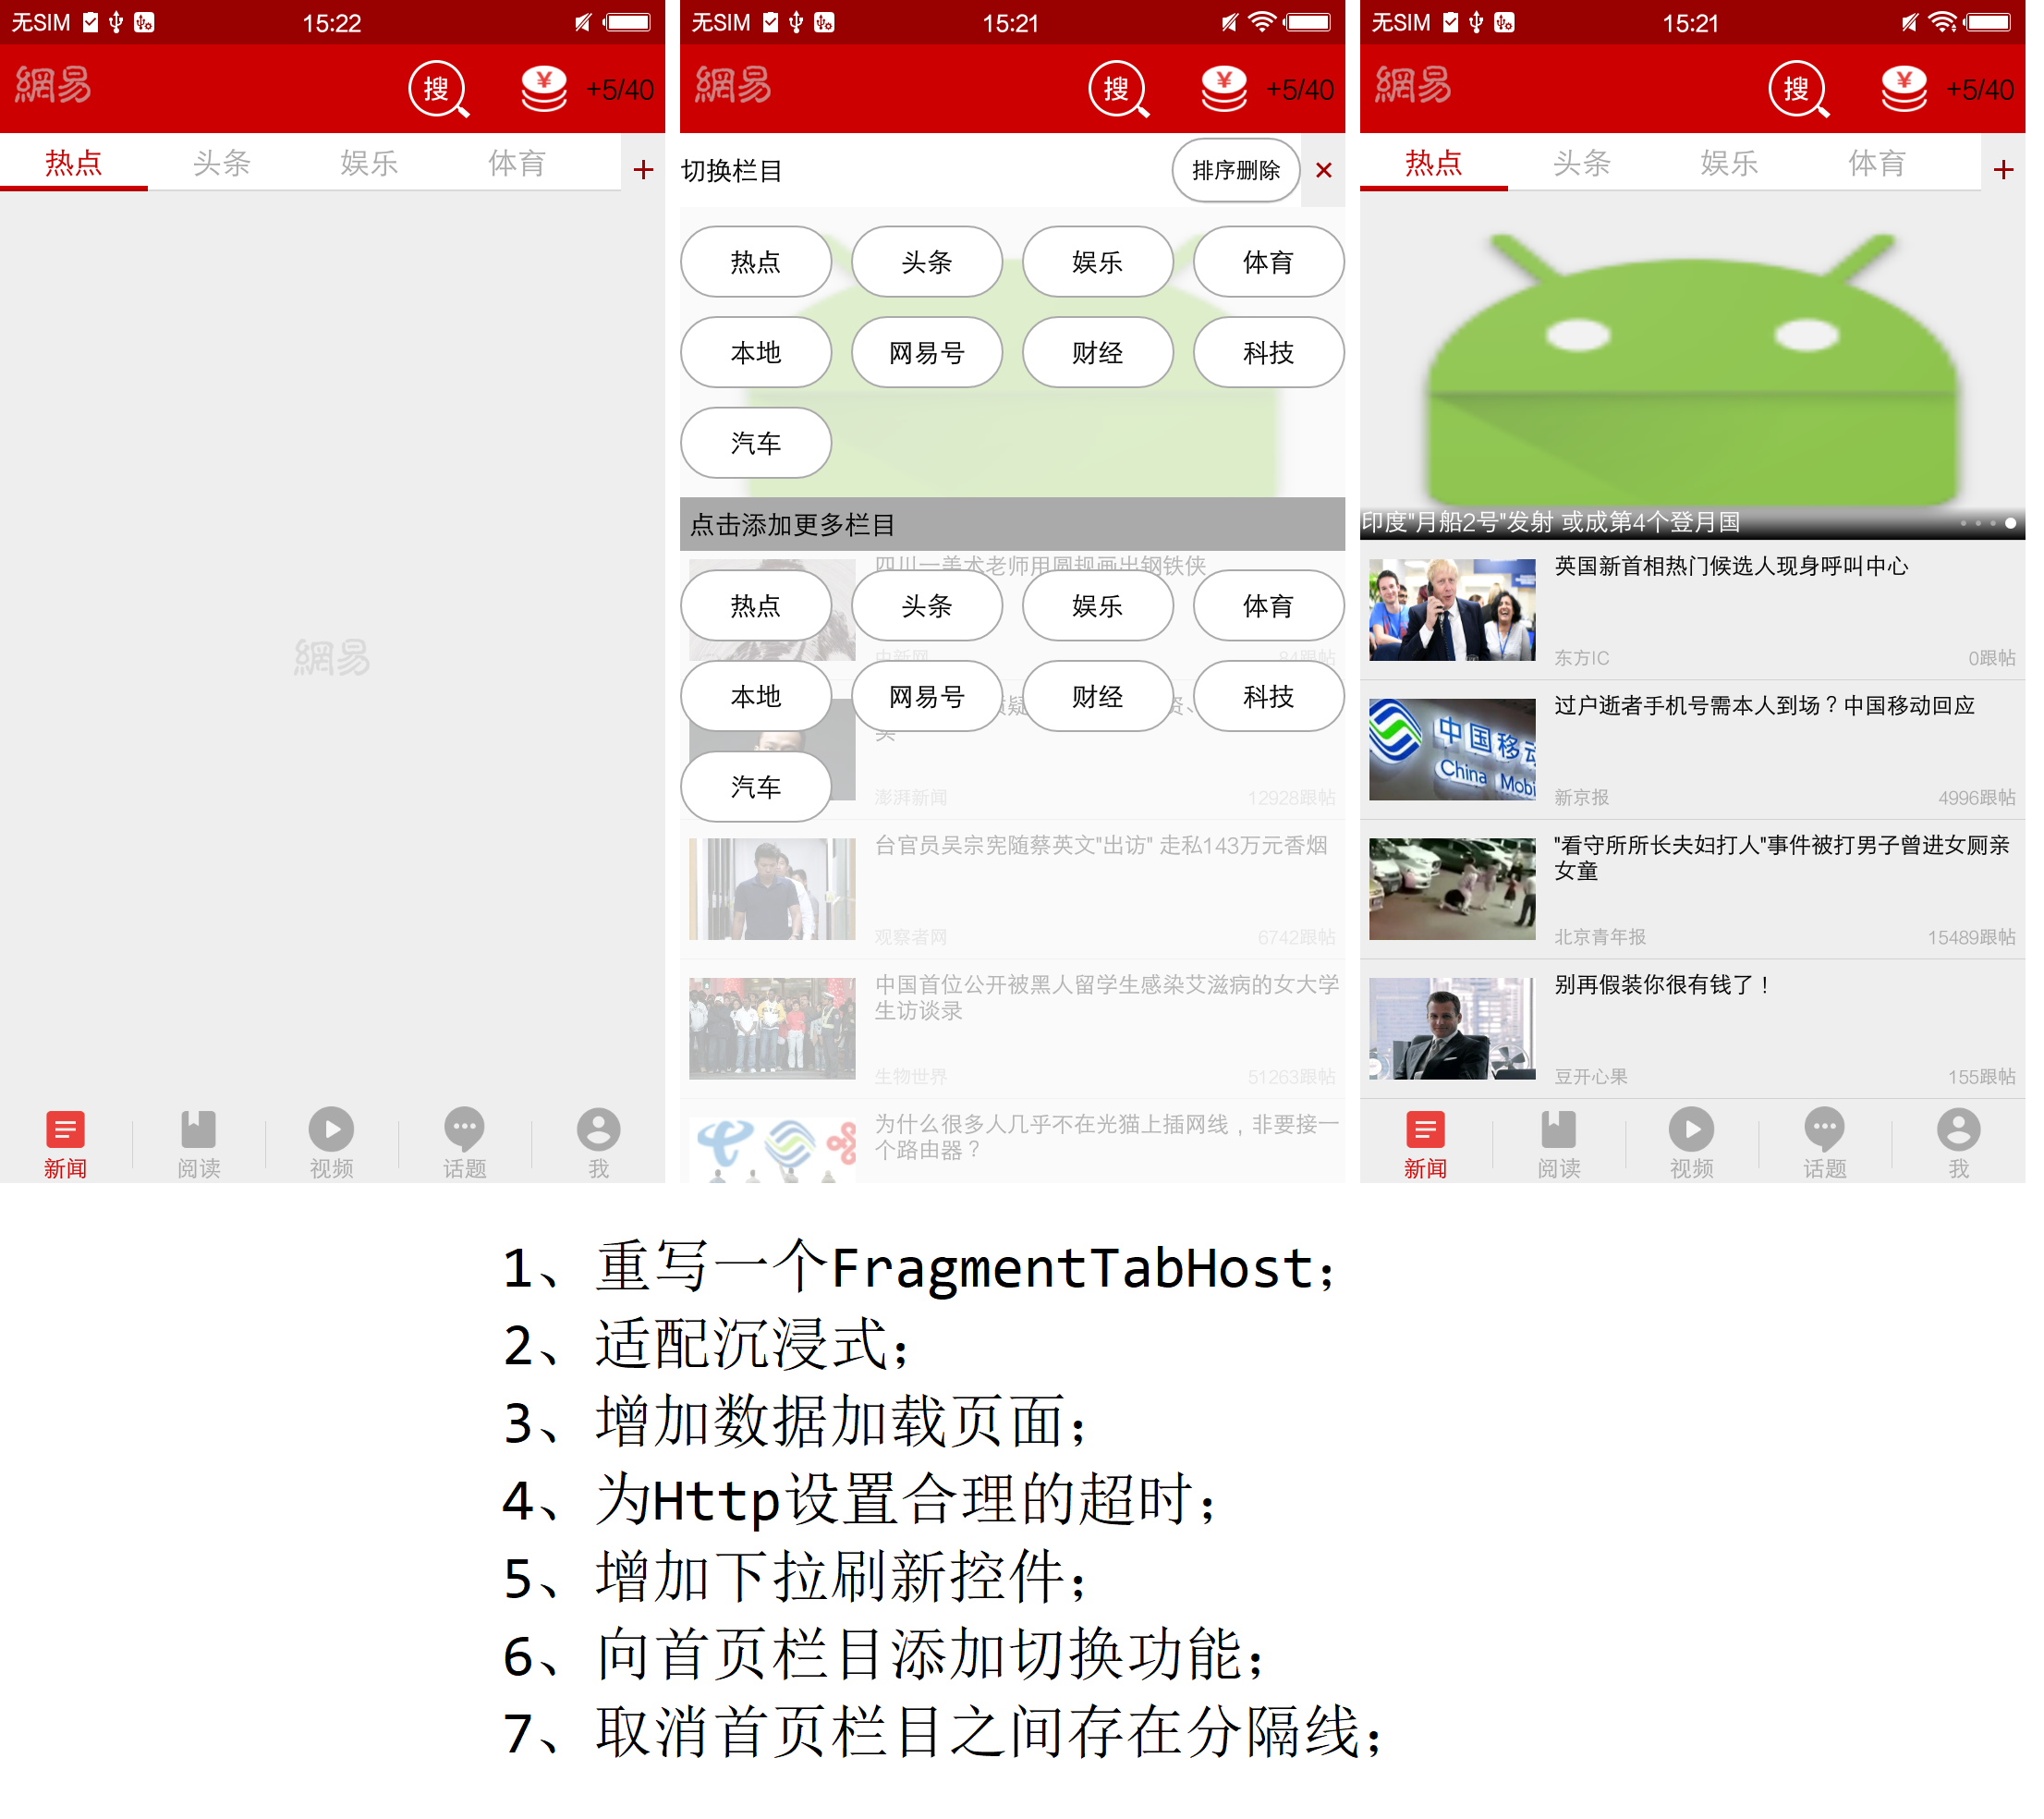 无SIM 15:22
網易 搜 ¥ +5/40
热点 头条 娱乐 体育 +
網易
新闻 阅读 视频 话题 我
无SIM 15:21
網易 搜 ¥ +5/40
切换栏目 排序删除 ×
热点 头条 娱乐 体育
本地 网易号 财经 科技
汽车
点击添加更多栏目
四川一美术老师用圆规画出钢铁侠
热点 头条 娱乐 体育
中新网 84跟帖
本地 网易号 财经 科技
汽车
澎湃新闻 12928跟帖
台官员吴宗宪随蔡英文"出访" 走私143万元香烟
观察者网 6742跟帖
中国首位公开被黑人留学生感染艾滋病的女大学
生访谈录
生物世界 51263跟帖
为什么很多人几乎不在光猫上插网线，非要接一
个路由器？
无SIM 15:21
網易 搜 ¥ +5/40
热点 头条 娱乐 体育 +
印度"月船2号"发射 或成第4个登月国
英国新首相热门候选人现身呼叫中心
东方IC 0跟帖
过户逝者手机号需本人到场？中国移动回应
中国移动
China Mobi
新京报 4996跟帖
"看守所所长夫妇打人"事件被打男子曾进女厕亲
女童
北京青年报 15489跟帖
别再假装你很有钱了！
豆开心果 155跟帖
新闻 阅读 视频 话题 我
1、重写一个FragmentTabHost；
2、适配沉浸式；
3、增加数据加载页面；
4、为Http设置合理的超时；
5、增加下拉刷新控件；
6、向首页栏目添加切换功能；
7、取消首页栏目之间存在分隔线；